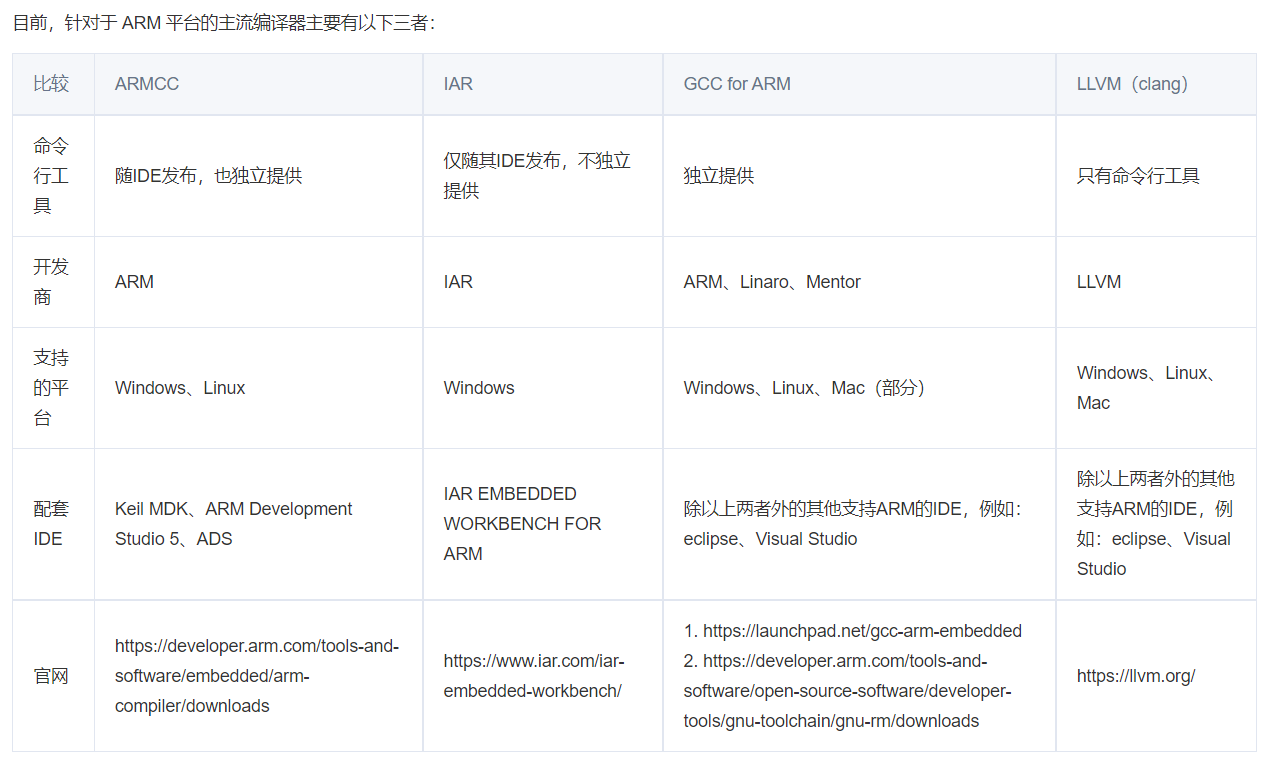 目前，针对于 ARM 平台的主流编译器主要有以下三者：
比较
ARMCC
IAR
GCC for ARM
LLVM（clang）
命令
行工
具
随IDE发布，也独立提供
仅随其IDE发布，不独立
提供
独立提供
只有命令行工具
开发
商
ARM
IAR
ARM、Linaro、Mentor
LLVM
支持
的平
台
Windows、Linux
Windows
Windows、Linux、Mac（部分）
Windows、Linux、
Mac
配套
IDE
Keil MDK、ARM Development
Studio 5、ADS
IAR EMBEDDED
WORKBENCH FOR
ARM
除以上两者外的其他支持ARM的IDE，例如：
eclipse、Visual Studio
除以上两者外的其他
支持ARM的IDE，例
如：eclipse、Visual
Studio
官网
https://developer.arm.com/tools-and-
software/embedded/arm-
compiler/downloads
https://www.iar.com/iar-
embedded-workbench/
1. https://launchpad.net/gcc-arm-embedded
2. https://developer.arm.com/tools-and-
software/open-source-software/developer-
tools/gnu-toolchain/gnu-rm/downloads
https://llvm.org/